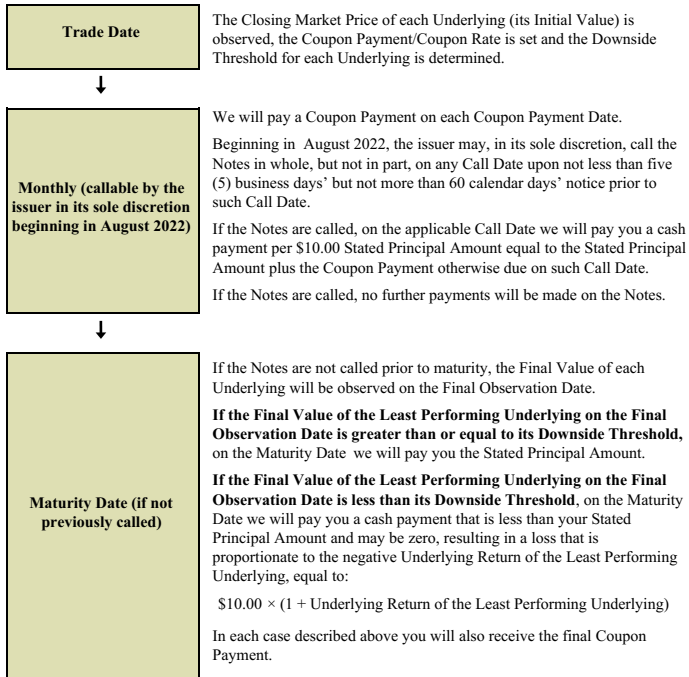 Trade Date
The Closing Market Price of each Underlying (its Initial Value) is
observed, the Coupon Payment/Coupon Rate is set and the Downside
Threshold for each Underlying is determined.
Monthly (callable by the
issuer in its sole discretion
beginning in August 2022)
We will pay a Coupon Payment on each Coupon Payment Date.
Beginning in August 2022, the issuer may, in its sole discretion, call the
Notes in whole, but not in part, on any Call Date upon not less than five
(5) business days’ but not more than 60 calendar days’ notice prior to
such Call Date.
If the Notes are called, on the applicable Call Date we will pay you a cash
payment per $10.00 Stated Principal Amount equal to the Stated Principal
Amount plus the Coupon Payment otherwise due on such Call Date.
If the Notes are called, no further payments will be made on the Notes.
Maturity Date (if not
previously called)
If the Notes are not called prior to maturity, the Final Value of each
Underlying will be observed on the Final Observation Date.
If the Final Value of the Least Performing Underlying on the Final
Observation Date is greater than or equal to its Downside Threshold,
on the Maturity Date we will pay you the Stated Principal Amount.
If the Final Value of the Least Performing Underlying on the Final
Observation Date is less than its Downside Threshold, on the Maturity
Date we will pay you a cash payment that is less than your Stated
Principal Amount and may be zero, resulting in a loss that is
proportionate to the negative Underlying Return of the Least Performing
Underlying, equal to:
$10.00 × (1 + Underlying Return of the Least Performing Underlying)
In each case described above you will also receive the final Coupon
Payment.